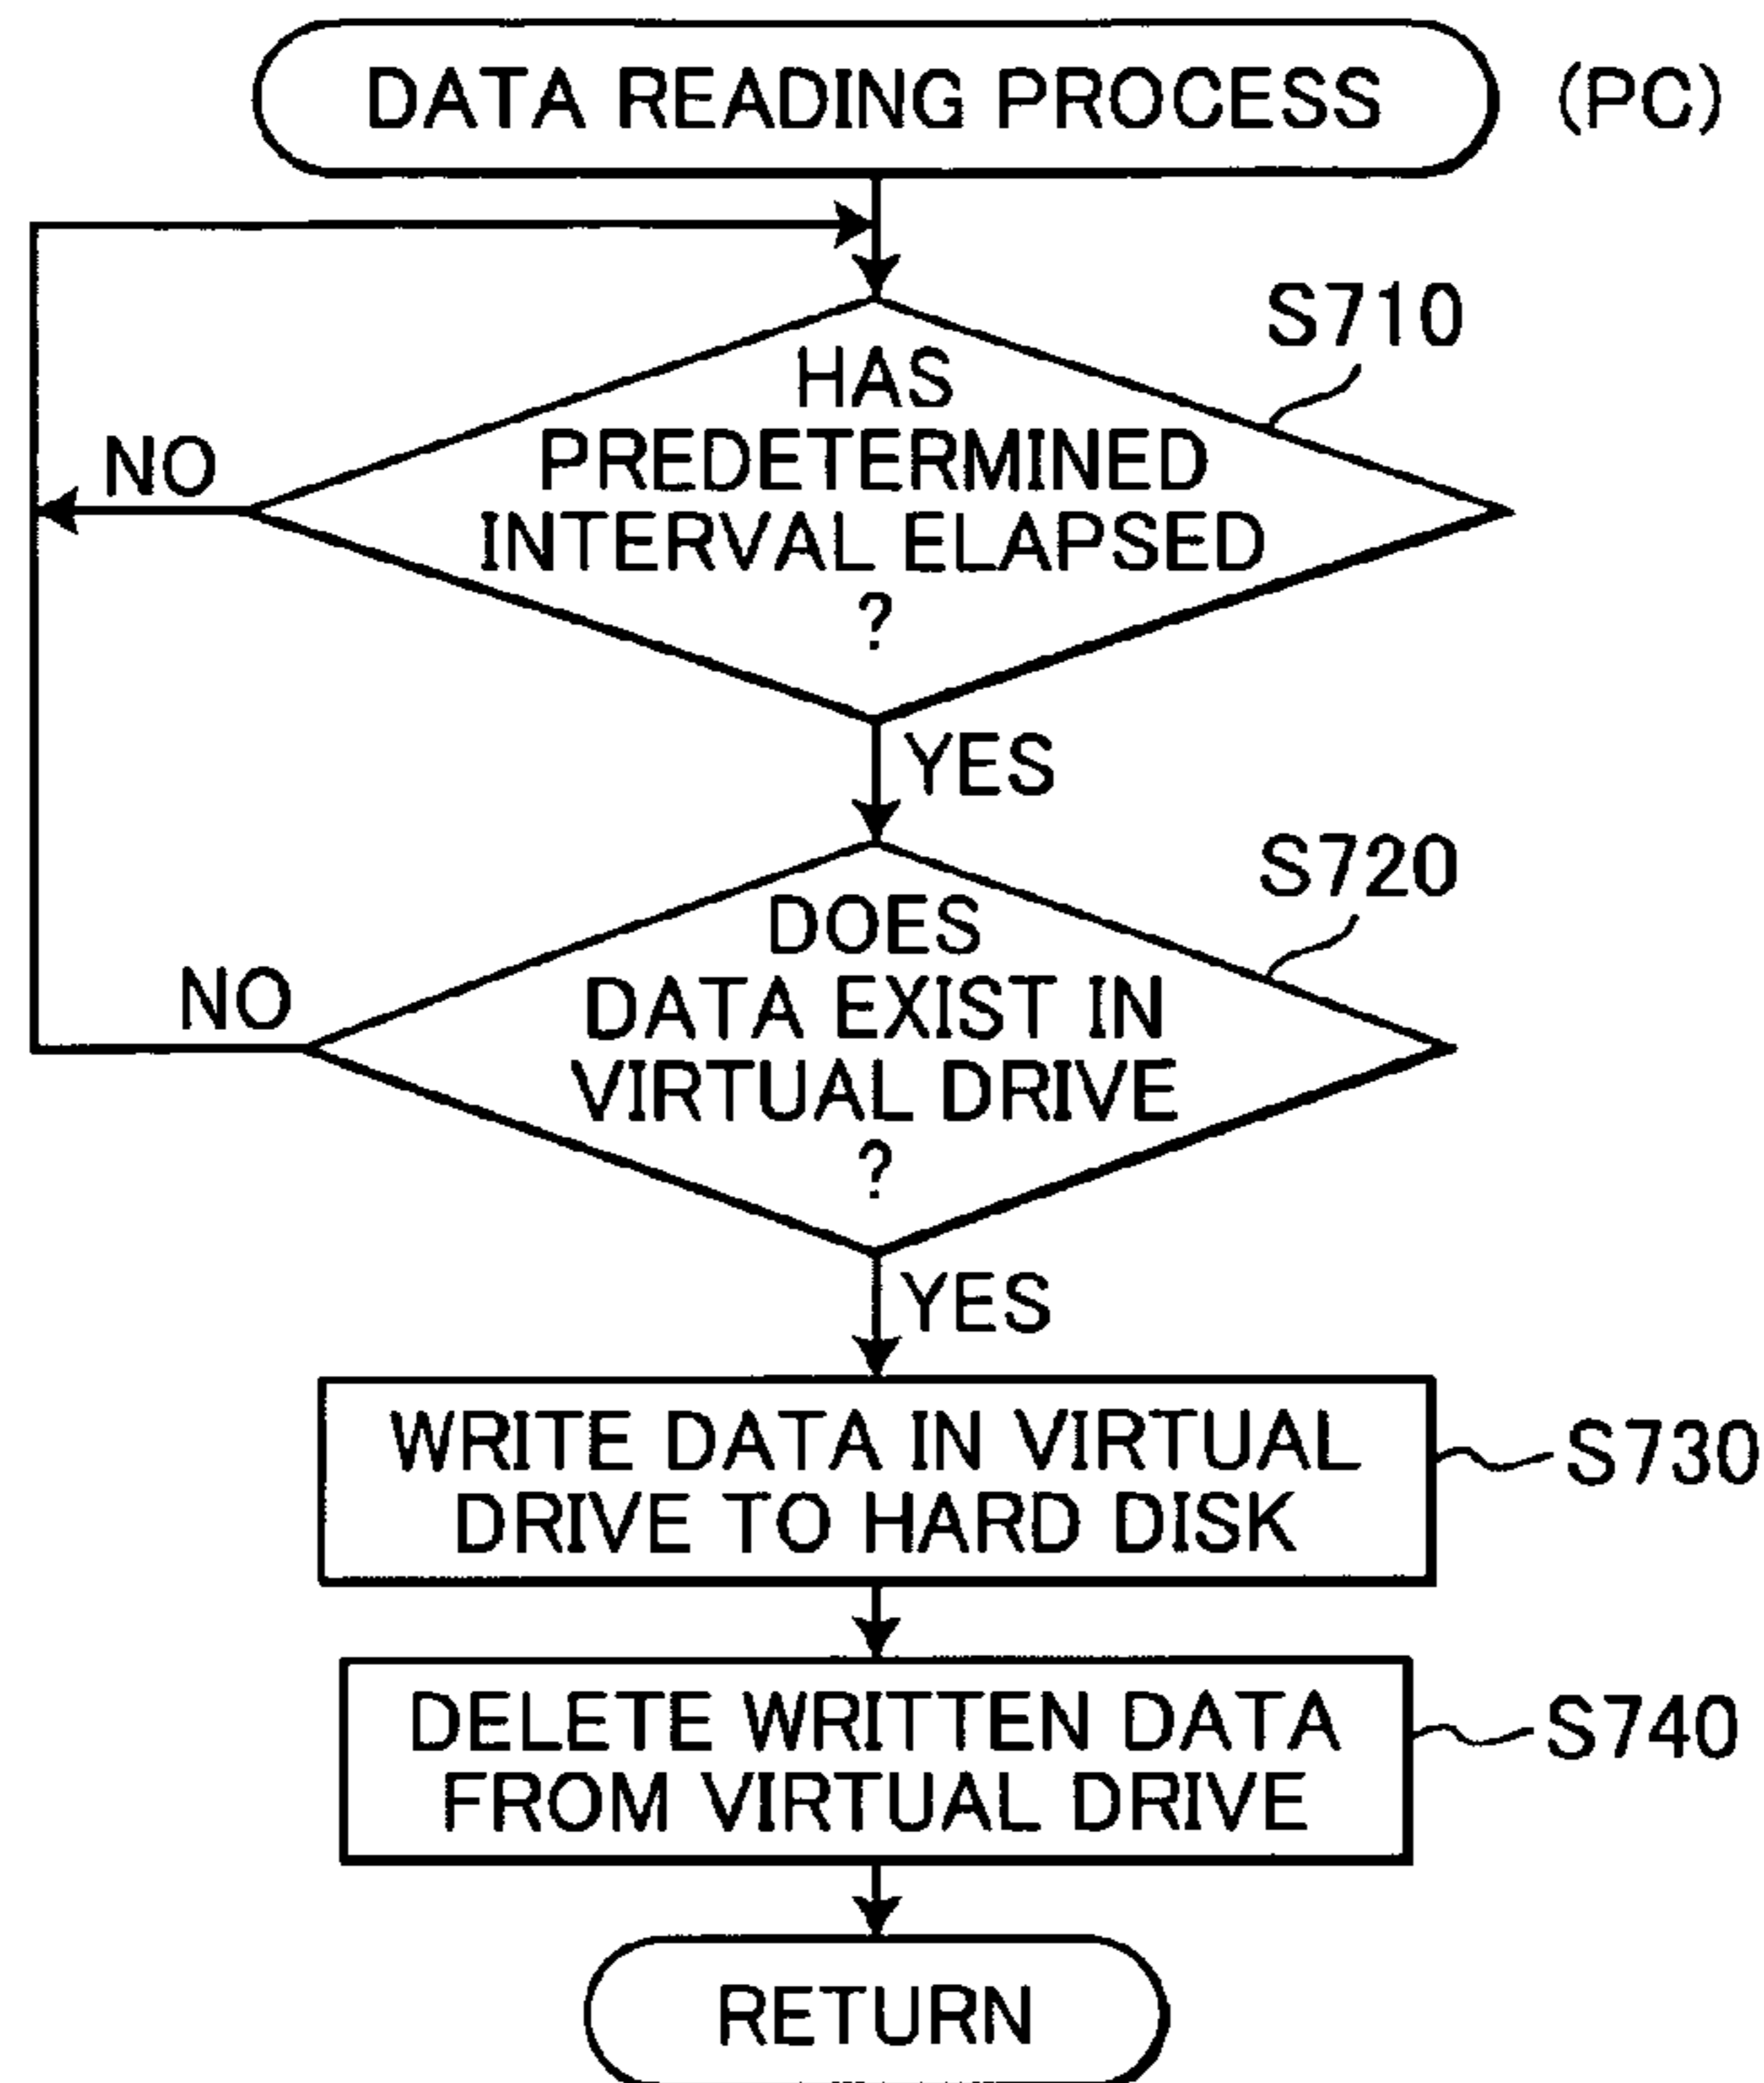 DATA READING PROCESS (PC)
S710
HAS
PREDETERMINED
INTERVAL ELAPSED
?
NO
YES
S720
DOES
DATA EXIST IN
VIRTUAL DRIVE
?
NO
YES
WRITE DATA IN VIRTUAL
DRIVE TO HARD DISK
S730
DELETE WRITTEN DATA
FROM VIRTUAL DRIVE
S740
RETURN